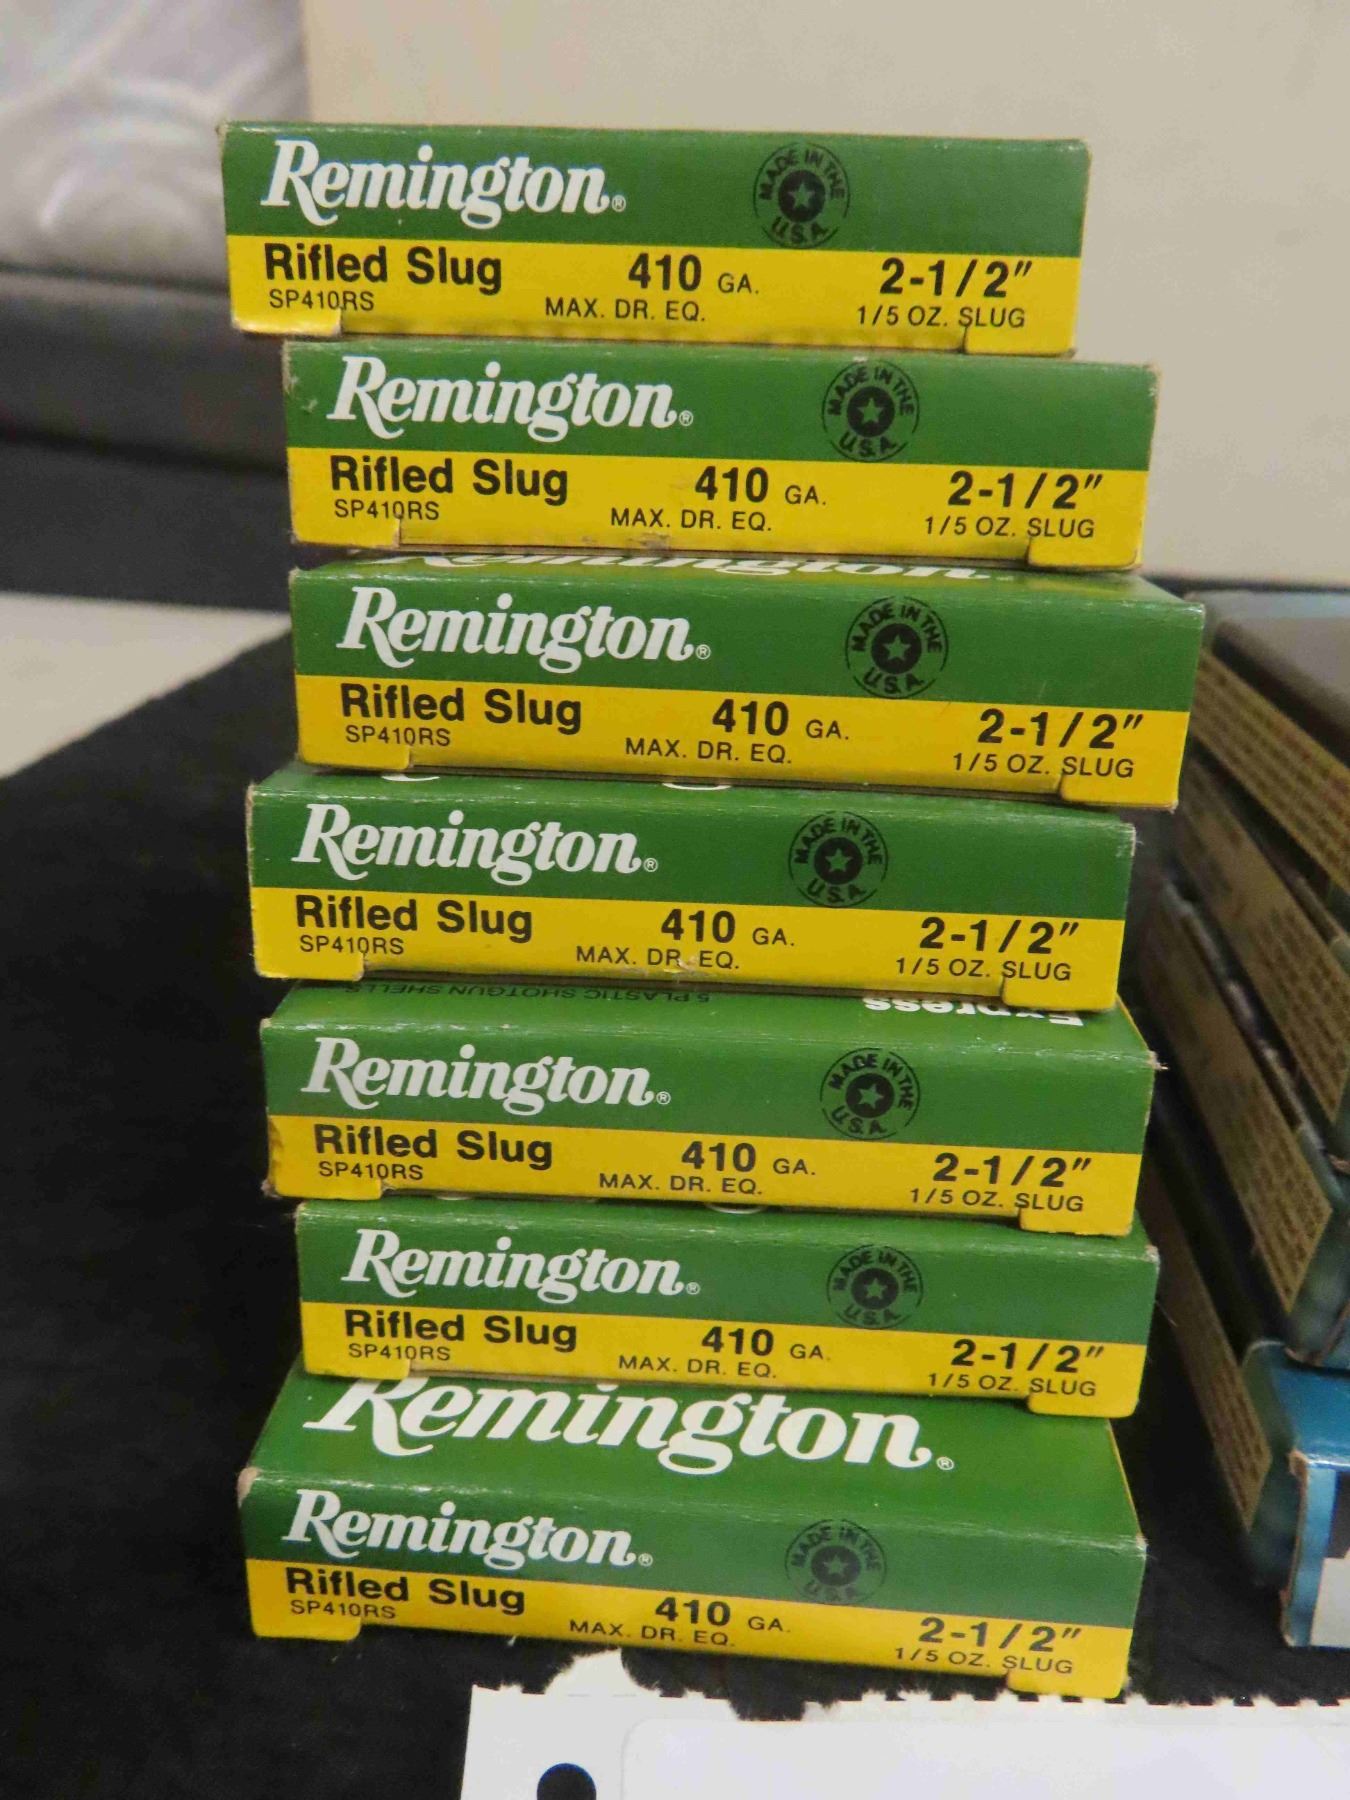 Remington®
MADE IN THE U.S.A.
Rifled Slug 410 GA. 2-1/2"
SP410RS MAX. DR. EQ. 1/5 OZ. SLUG
Remington®
MADE IN THE U.S.A.
Rifled Slug 410 GA. 2-1/2"
SP410RS MAX. DR. EQ. 1/5 OZ. SLUG
Remington
Remington®
MADE IN THE U.S.A.
Rifled Slug 410 GA. 2-1/2"
SP410RS MAX. DR. EQ. 1/5 OZ. SLUG
Remington®
MADE IN THE U.S.A.
Rifled Slug 410 GA. 2-1/2"
SP410RS MAX. DR. EQ. 1/5 OZ. SLUG
Express
5 PLASTIC SHOTGUN SHELLS
Remington®
MADE IN THE U.S.A.
Rifled Slug 410 GA. 2-1/2"
SP410RS MAX. DR. EQ. 1/5 OZ. SLUG
Remington®
MADE IN THE U.S.A.
Rifled Slug 410 GA. 2-1/2"
SP410RS MAX. DR. EQ. 1/5 OZ. SLUG
Remington®
Remington®
MADE IN THE U.S.A.
Rifled Slug 410 GA. 2-1/2"
SP410RS MAX. DR. EQ. 1/5 OZ. SLUG